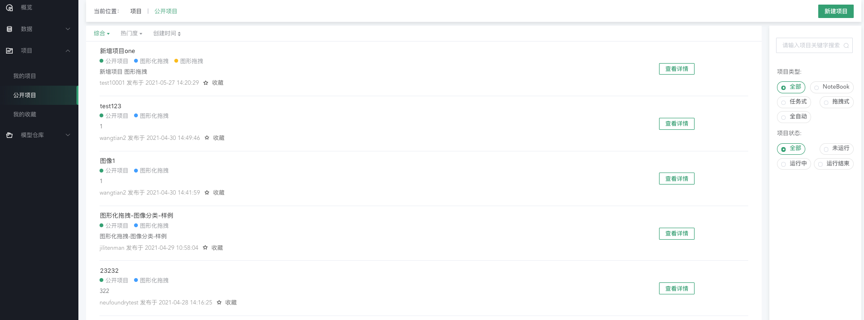 概览
数据
项目
我的项目
公开项目
我的收藏
模型仓库
当前位置： 项目 | 公开项目
新建项目
综合 热门度 创建时间
新增项目one
公开项目 图形化拖拽 图形拖拽
新增项目 图形拖拽
test10001 发布于 2021-05-27 14:20:29 收藏
查看详情
test123
公开项目 图形化拖拽
1
wangtian2 发布于 2021-04-30 14:49:46 收藏
查看详情
图像1
公开项目 图形化拖拽
1
wangtian2 发布于 2021-04-30 14:41:59 收藏
查看详情
图形化拖拽-图像分类-样例
公开项目 图形化拖拽
图形化拖拽-图像分类-样例
jilitenman 发布于 2021-04-29 10:56:04 收藏
查看详情
23232
公开项目 图形化拖拽
322
neufoundrytest 发布于 2021-04-28 14:16:25 收藏
查看详情
请输入项目关键字搜索
项目类型:
全部 NoteBook
任务式 拖拽式
全自动
项目状态:
全部 未运行
运行中 运行结束